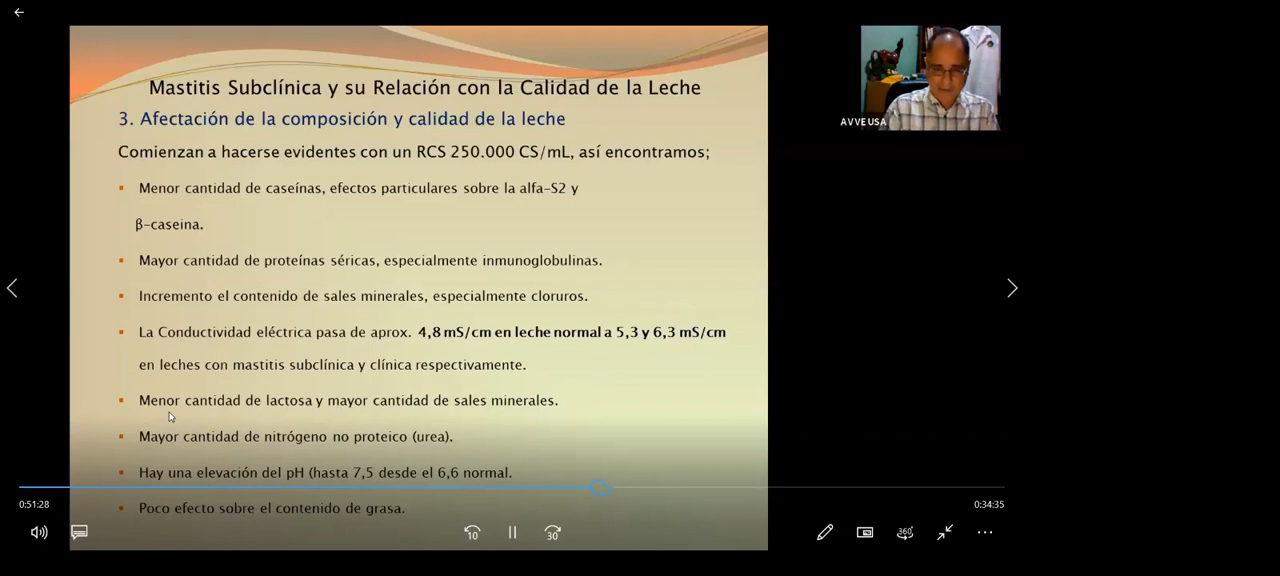 Mastitis Subclínica y su Relación con la Calidad de la Leche
3. Afectación de la composición y calidad de la leche
Comienzan a hacerse evidentes con un RCS 250.000 CS/mL, así encontramos;
Menor cantidad de caseínas, efectos particulares sobre la alfa-S2 y
β-caseina.
Mayor cantidad de proteínas séricas, especialmente inmunoglobulinas.
Incremento el contenido de sales minerales, especialmente cloruros.
La Conductividad eléctrica pasa de aprox. 4,8 mS/cm en leche normal a 5,3 y 6,3 mS/cm
en leches con mastitis subclínica y clínica respectivamente.
Menor cantidad de lactosa y mayor cantidad de sales minerales.
Mayor cantidad de nitrógeno no proteico (urea).
Hay una elevación del pH (hasta 7,5 desde el 6,6 normal.
Poco efecto sobre el contenido de grasa.
AVVEUSA
0:51:28
0:34:35
10
30
360°